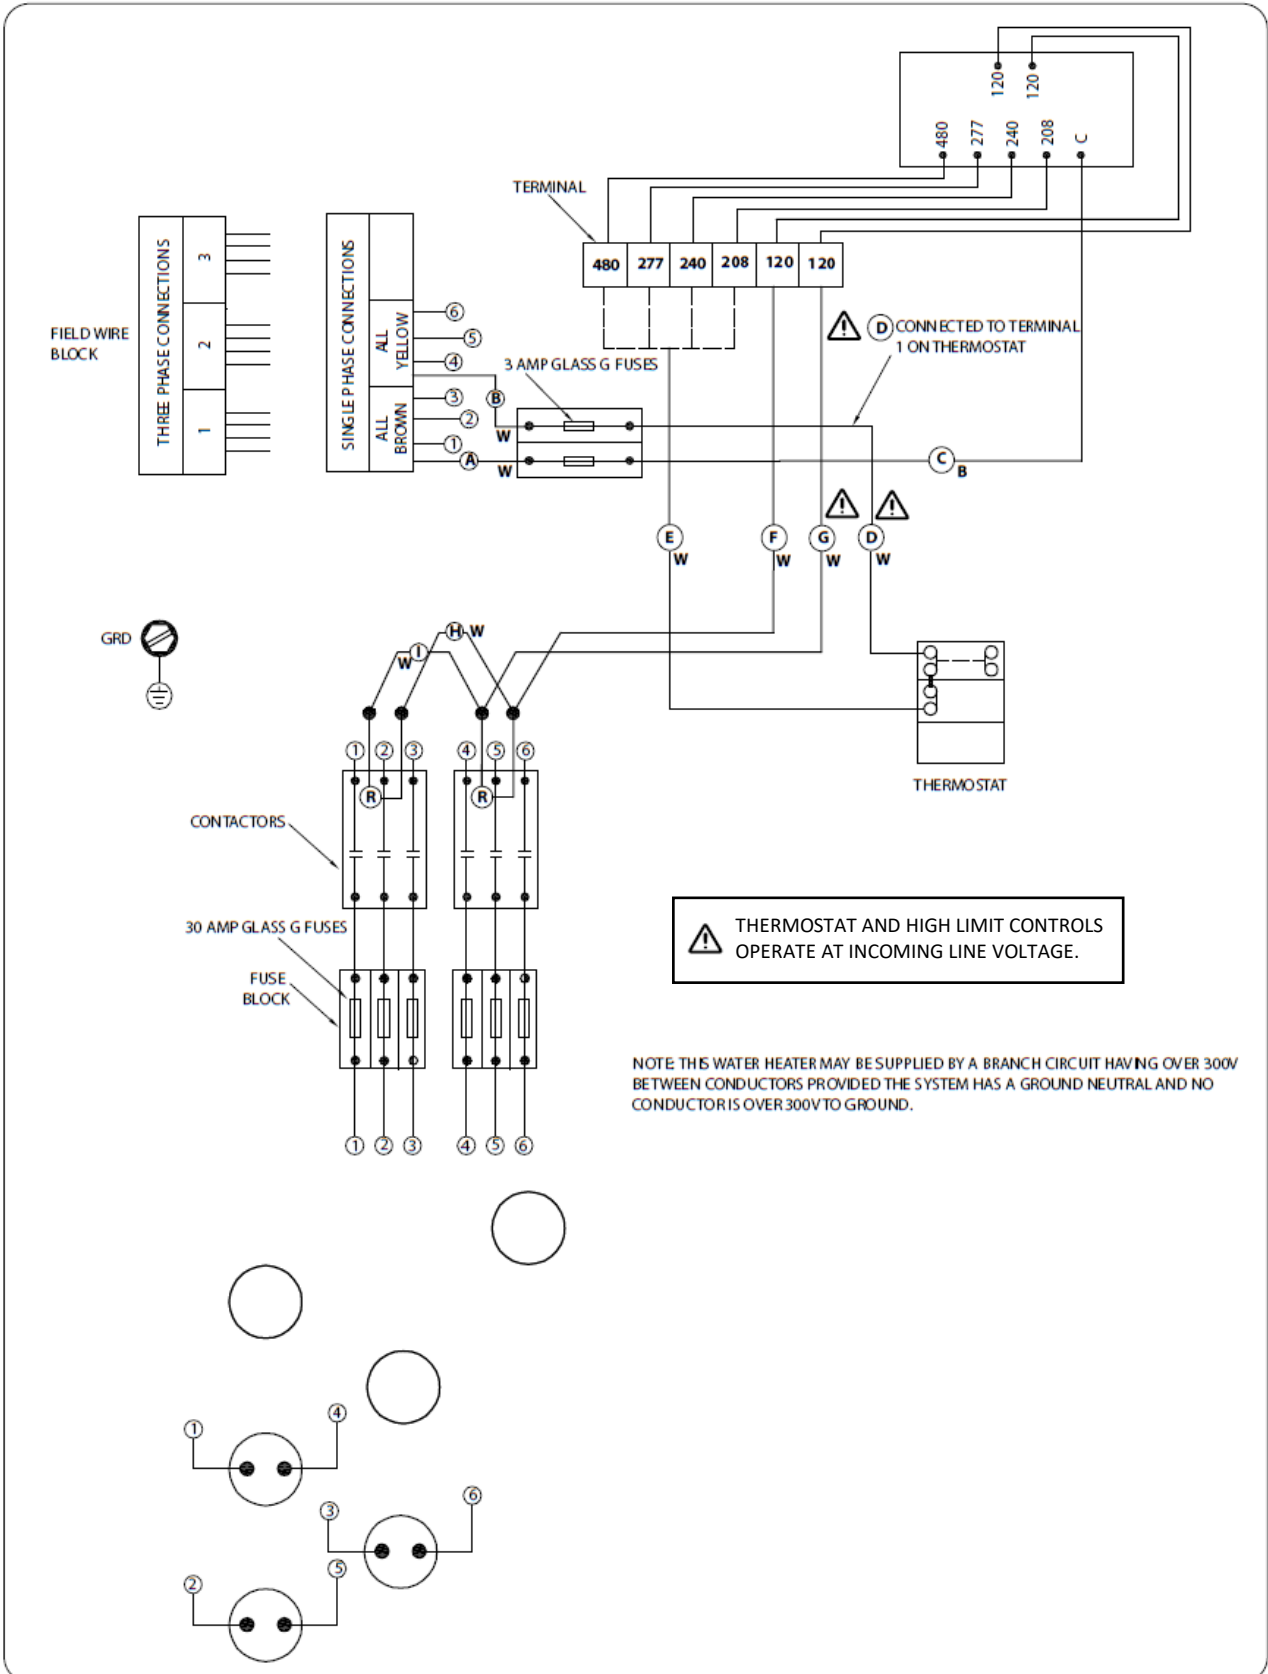 120
120
480
277
240
208
C
TERMINAL
480 277 240 208 120 120
THREE PHASE CONNECTIONS
3
2
1
FIELD WIRE
BLOCK
SINGLE PHASE CONNECTIONS
ALL
YELLOW
ALL
BROWN
6
5
4
3
2
1
B
W
A
W
3 AMP GLASS G FUSES
D CONNECTED TO TERMINAL
1 ON THERMOSTAT
C
B
E
W
F
W
G
W
D
W
GRD
H W
W I
1 2 3 4 5 6
R R
CONTACTORS
THERMOSTAT
30 AMP GLASS G FUSES
FUSE
BLOCK
THERMOSTAT AND HIGH LIMIT CONTROLS
OPERATE AT INCOMING LINE VOLTAGE.
NOTE: THIS WATER HEATER MAY BE SUPPLIED BY A BRANCH CIRCUIT HAVING OVER 300V
BETWEEN CONDUCTORS PROVIDED THE SYSTEM HAS A GROUND NEUTRAL AND NO
CONDUCTOR IS OVER 300V TO GROUND.
1 2 3 4 5 6
1
4
3
6
2
5